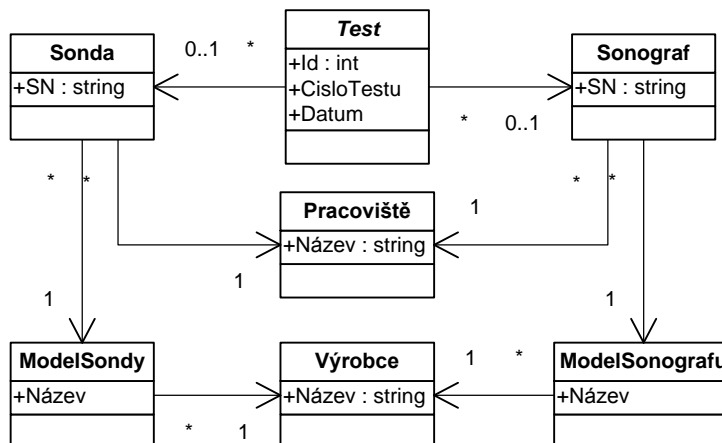 Sonda
+SN : string
0..1 *
Test
+Id : int
+CisloTestu
+Datum
Sonograf
+SN : string
* 0..1
* *
* *
Pracoviště
+Název : string
1
1
1
1
ModelSondy
+Název
Výrobce
+Název : string
1 *
ModelSonografu
+Název
* 1